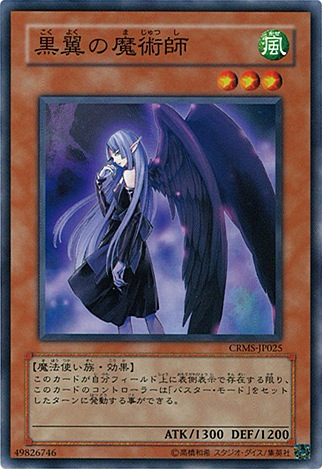 黒翼の魔術師
風
CRMS-JP025
【魔法使い族・効果】
このカードが自分フィールド上に表側表示で存在する限り、
このカードのコントローラーは「バスター・モード」をセット
したターンに発動する事ができる。
ATK/1300 DEF/1200
49826746
©高橋和希 スタジオ・ダイス/集英社